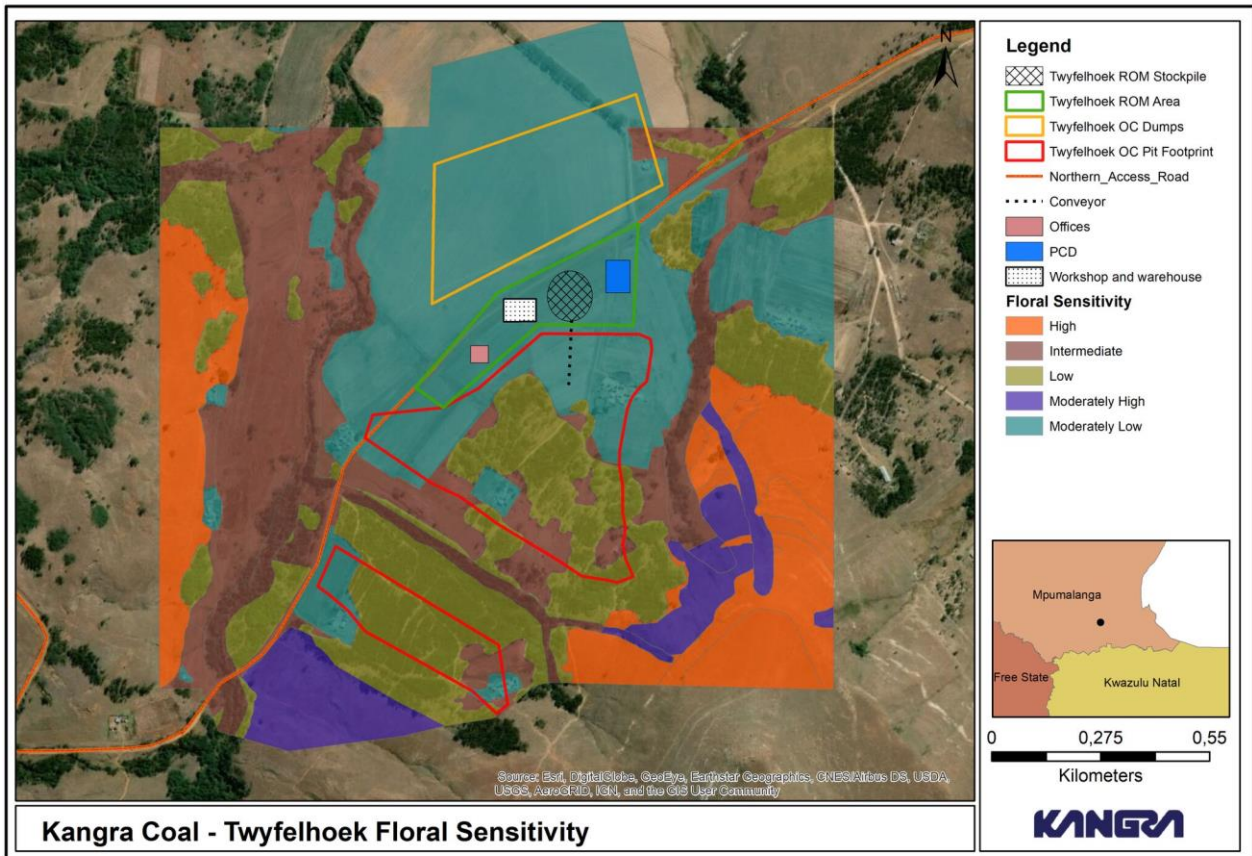 N
Source: Esri, DigitalGlobe, GeoEye, Earthstar Geographics, CNES/Airbus DS, USDA,
USGS, AeroGRID, IGN, and the GIS User Community
Kangra Coal - Twyfelhoek Floral Sensitivity
Legend
Twyfelhoek ROM Stockpile
Twyfelhoek ROM Area
Twyfelhoek OC Dumps
Twyfelhoek OC Pit Footprint
Northern_Access_Road
Conveyor
Offices
PCD
Workshop and warehouse
Floral Sensitivity
High
Intermediate
Low
Moderately High
Moderately Low
Mpumalanga
Free State
Kwazulu Natal
0 0,275 0,55
Kilometers
KANGRA